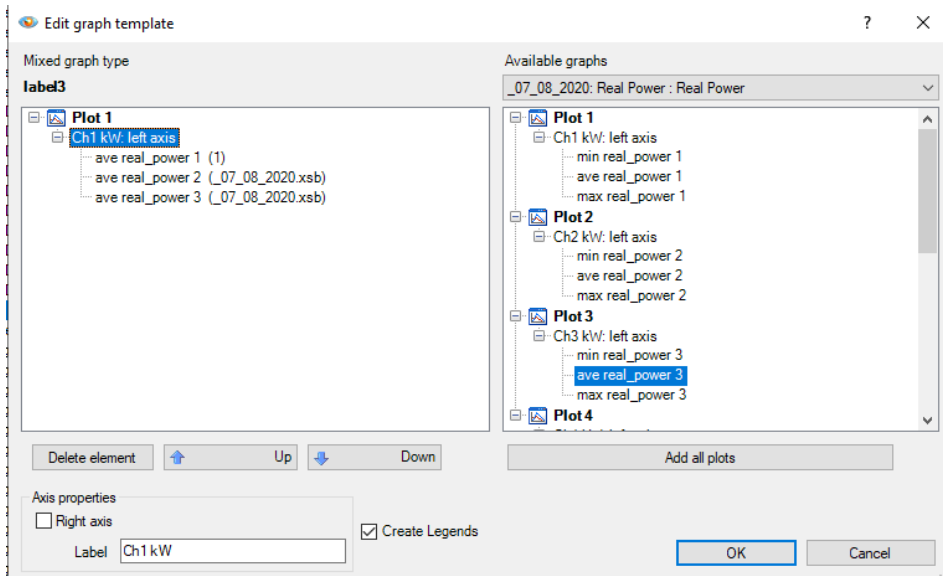 Edit graph template
Mixed graph type
label3
Plot 1
Ch1 kW: left axis
ave real_power 1 (1)
ave real_power 2 (_07_08_2020.xsb)
ave real_power 3 (_07_08_2020.xsb)
Delete element
Up
Down
Axis properties
Right axis
Label Ch1 kW
Create Legends
Available graphs
_07_08_2020: Real Power : Real Power
Plot 1
Ch1 kW: left axis
min real_power 1
ave real_power 1
max real_power 1
Plot 2
Ch2 kW: left axis
min real_power 2
ave real_power 2
max real_power 2
Plot 3
Ch3 kW: left axis
min real_power 3
ave real_power 3
max real_power 3
Plot 4
Add all plots
OK
Cancel